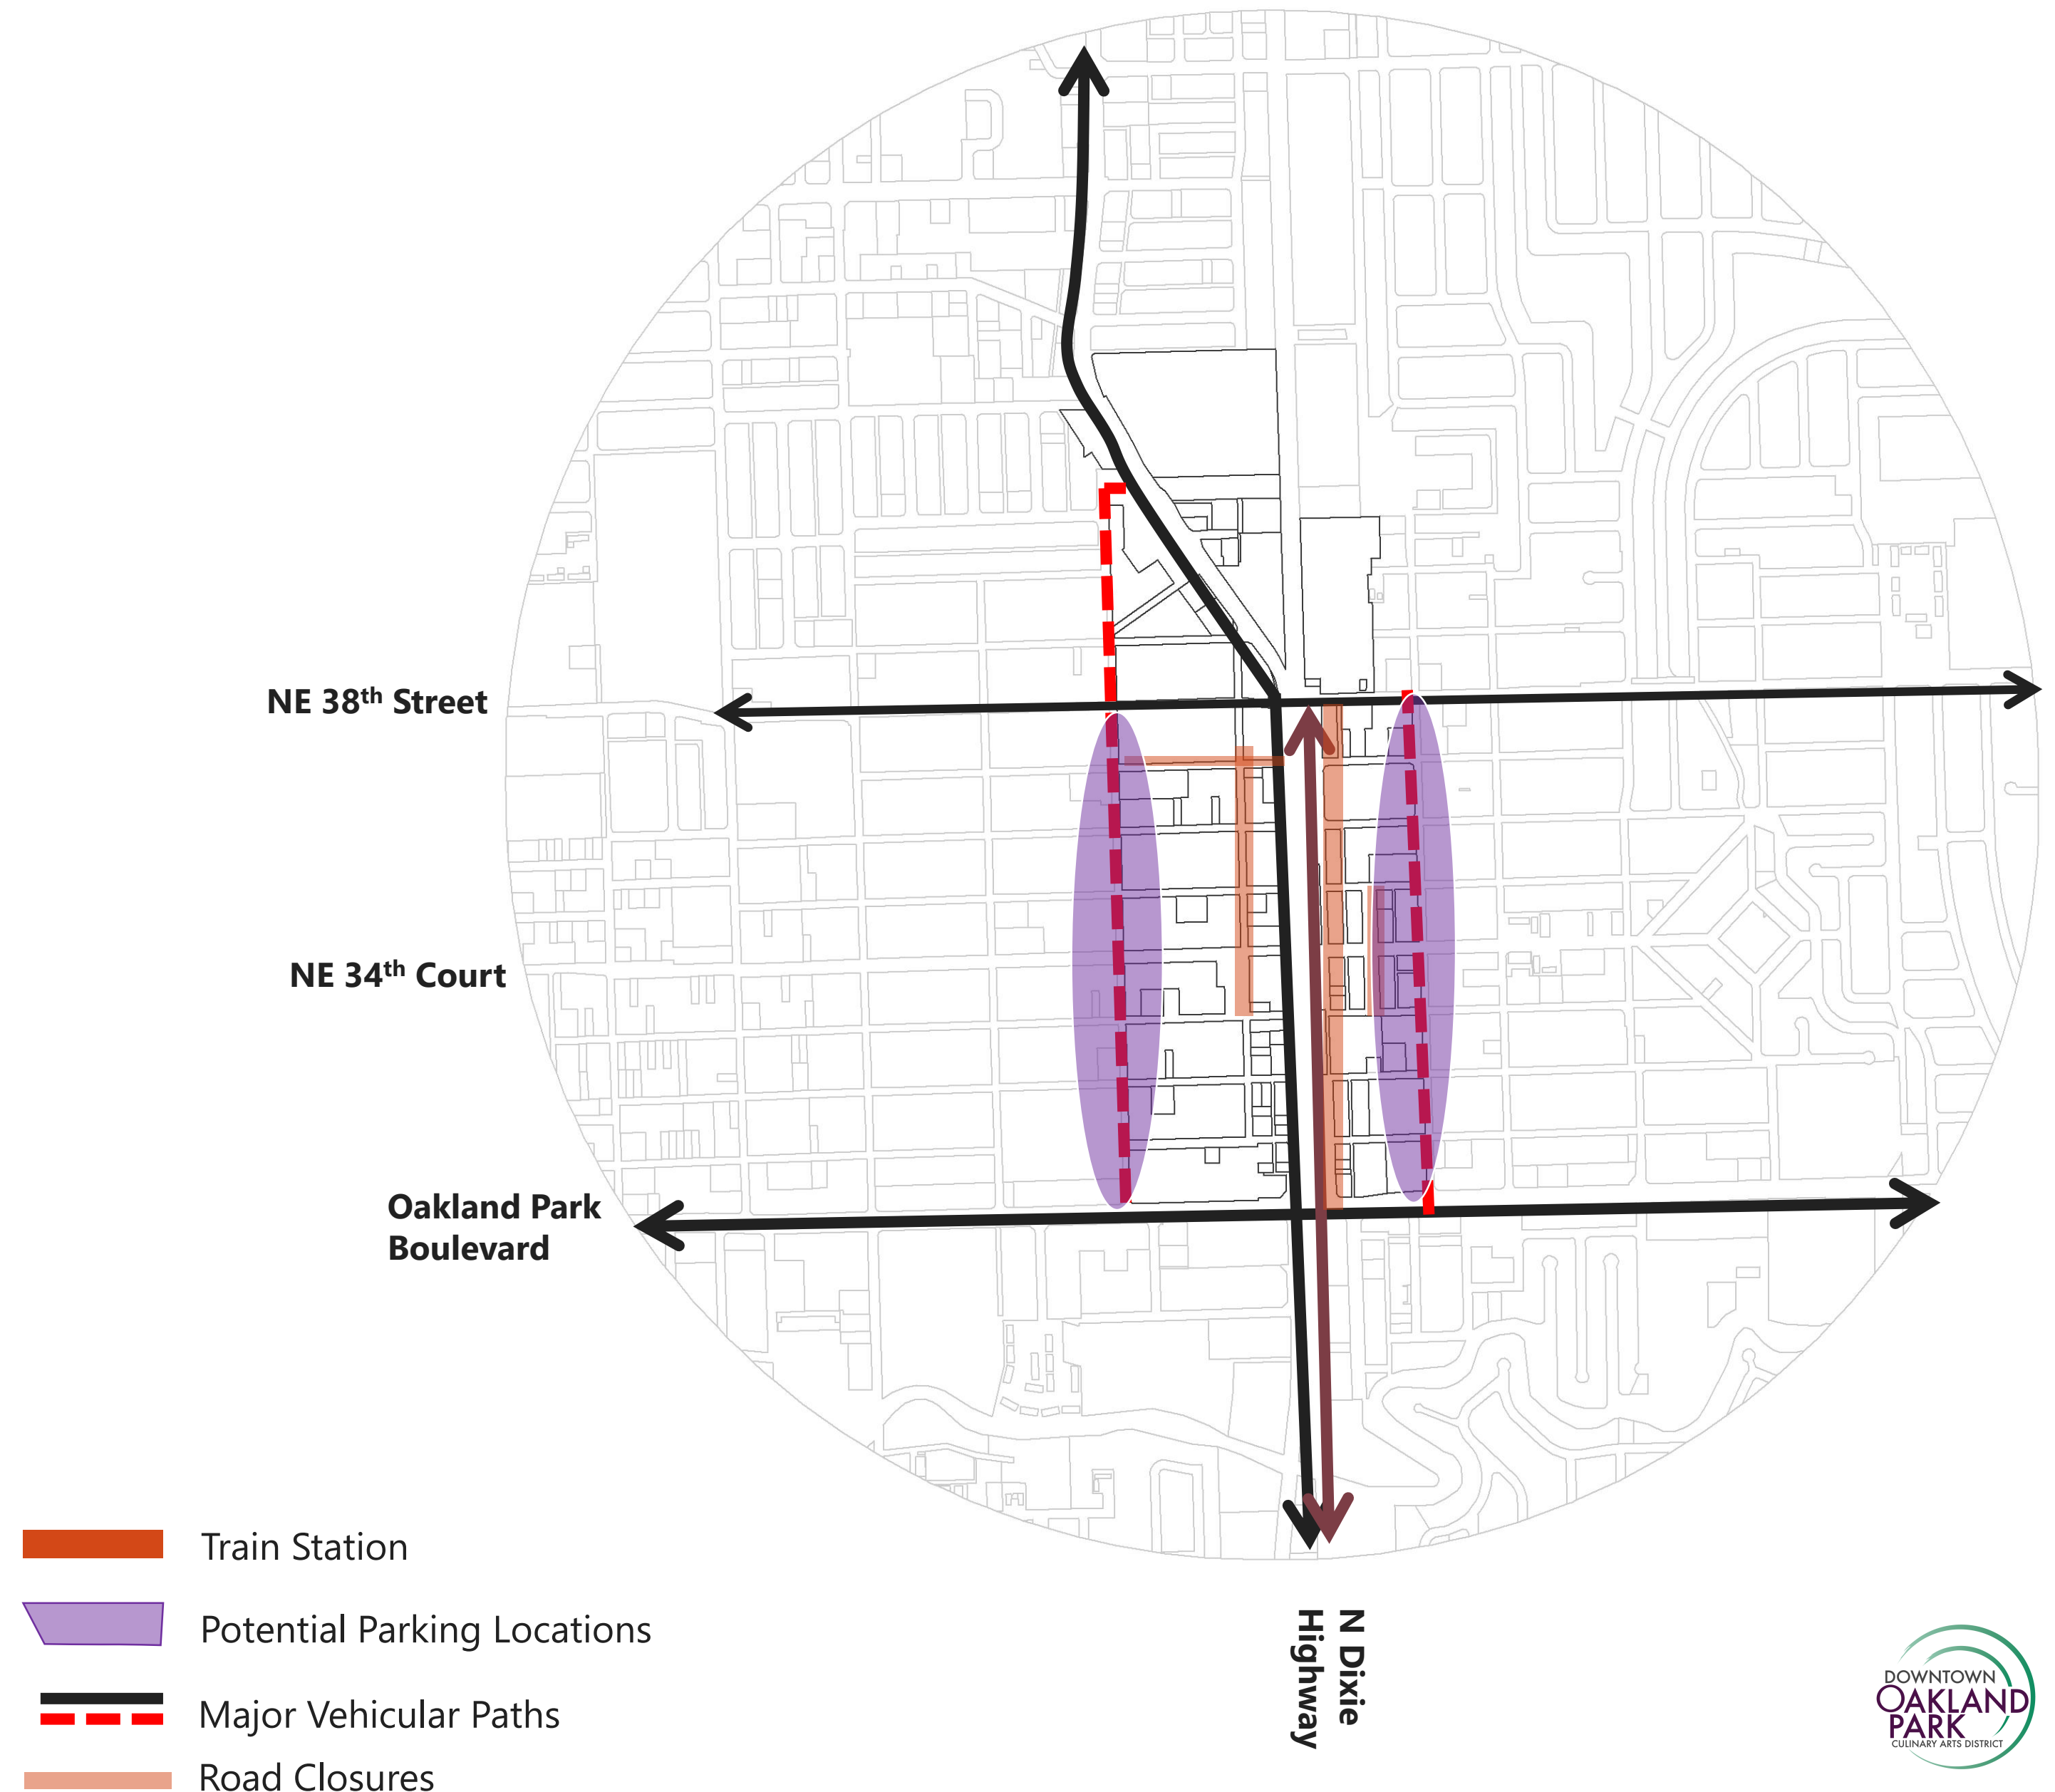 NE 38th Street
NE 34th Court
Oakland Park
Boulevard
N Dixie
Highway
Train Station
Potential Parking Locations
Major Vehicular Paths
Road Closures
DOWNTOWN
OAKLAND
PARK
CULINARY ARTS DISTRICT